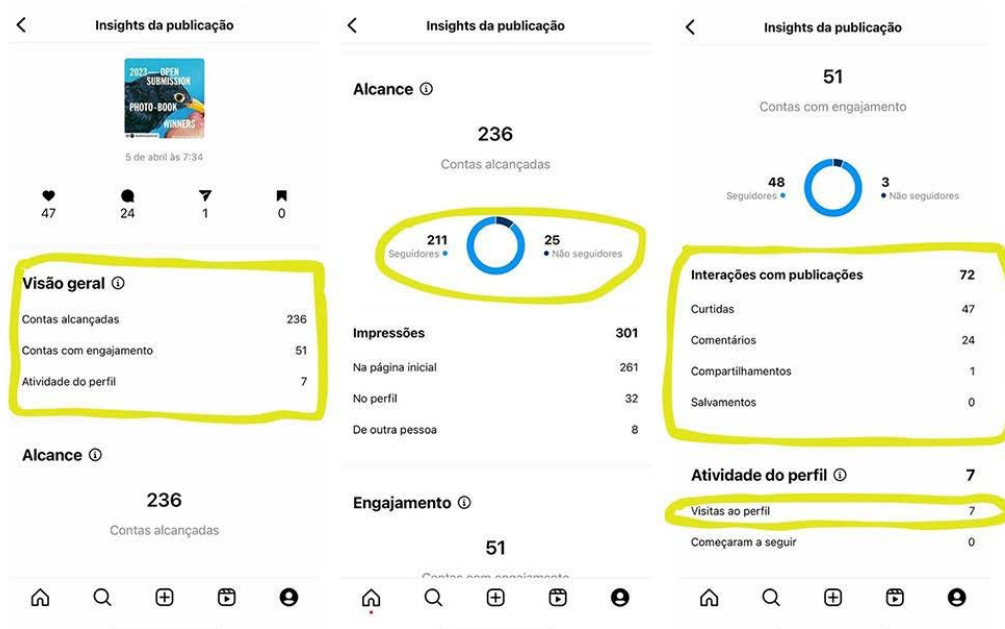 Insights da publicação
2023—OPEN
SUBMISSION
PHOTO-BOOK
WINNERS
5 de abril às 7:34
47 24 1 0
Visão geral
Contas alcançadas 236
Contas com engajamento 51
Atividade do perfil 7
Alcance
236
Contas alcançadas
Insights da publicação
Alcance
236
Contas alcançadas
211 25
Seguidores Não seguidores
Impressões 301
Na página inicial 261
No perfil 32
De outra pessoa 8
Engajamento
51
Contas com engajamento
Insights da publicação
51
Contas com engajamento
48 3
Seguidores Não seguidores
Interações com publicações 72
Curtidas 47
Comentários 24
Compartilhamentos 1
Salvamentos 0
Atividade do perfil 7
Visitas ao perfil 7
Começaram a seguir 0